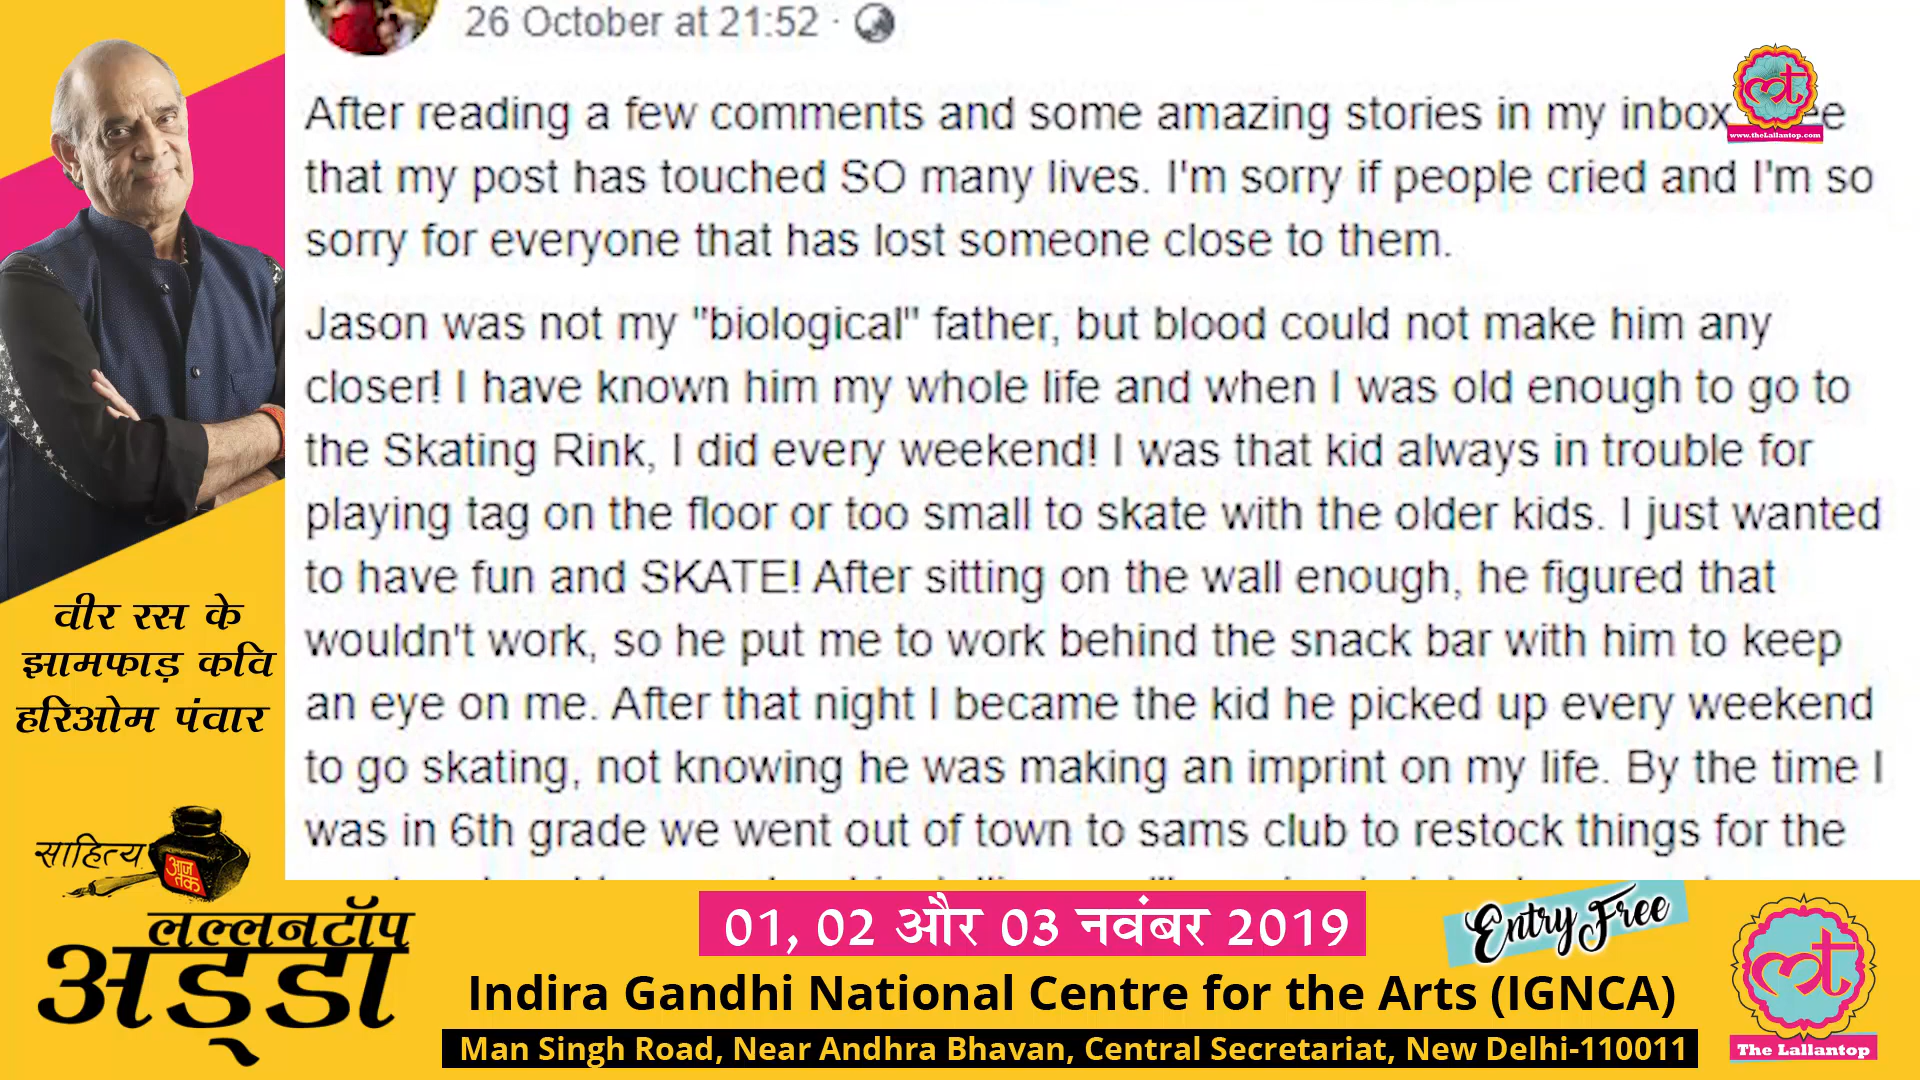 26 October at 21:52 ·
After reading a few comments and some amazing stories in my inbox
that my post has touched SO many lives. I'm sorry if people cried and I'm so
sorry for everyone that has lost someone close to them.
Jason was not my "biological" father, but blood could not make him any
closer! I have known him my whole life and when I was old enough to go to
the Skating Rink, I did every weekend! I was that kid always in trouble for
playing tag on the floor or too small to skate with the older kids. I just wanted
to have fun and SKATE! After sitting on the wall enough, he figured that
wouldn't work, so he put me to work behind the snack bar with him to keep
an eye on me. After that night I became the kid he picked up every weekend
to go skating, not knowing he was making an imprint on my life. By the time I
was in 6th grade we went out of town to sams club to restock things for the
लT
www.theLallantop.com
वीर रस के
झामफाड़ कवि
हरिओम पंवार
साहित्य
आज तक
लल्लनटॉप
अड्डा
01, 02 और 03 नवंबर 2019
Entry Free
Indira Gandhi National Centre for the Arts (IGNCA)
Man Singh Road, Near Andhra Bhavan, Central Secretariat, New Delhi-110011
लT
The Lallantop